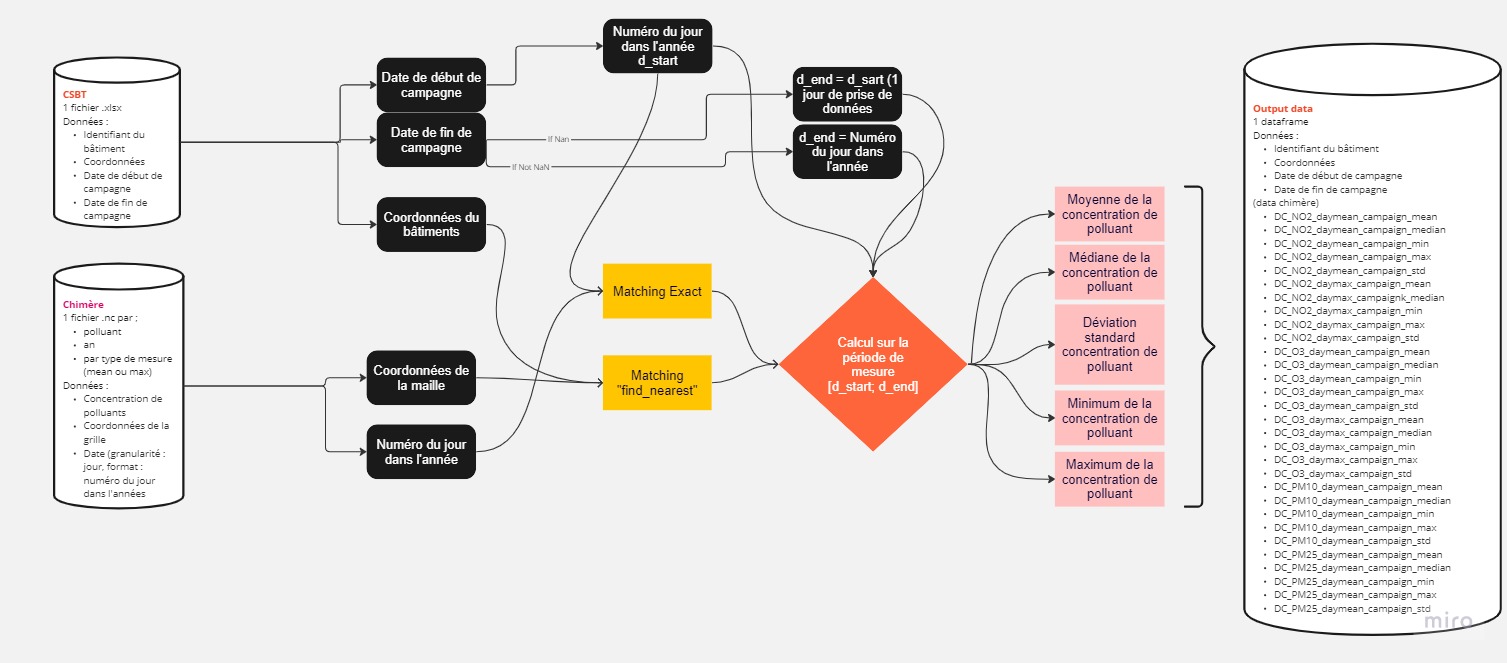 CSBT
1 fichier .xlsx
Données :
• Identifiant du
bâtiment
• Coordonnées
• Date de début de
campagne
• Date de fin de
campagne
Chimère
1 fichier .nc par ;
• polluant
• an
• par type de mesure
(mean ou max)
Données :
• Concentration de
polluants
• Coordonnées de la
grille
• Date (granularité :
jour, format :
numéro du jour
dans l'années
Date de début de
campagne
Date de fin de
campagne
Coordonnées du
bâtiments
Coordonnées de
la maille
Numéro du jour
dans l'année
Numéro du jour
dans l'année
d_start
If Nan
If Not NaN
d_end = d_sart (1
jour de prise de
données
d_end = Numéro
du jour dans
l'année
Matching Exact
Matching
"find_nearest"
Calcul sur la
période de
mesure
[d_start; d_end]
Moyenne de la
concentration de
polluant
Médiane de la
concentration de
polluant
Déviation
standard
concentration de
polluant
Minimum de la
concentration de
polluant
Maximum de la
concentration de
polluant
Output data
1 dataframe
Données :
• Identifiant du bâtiment
• Coordonnées
• Date de début de campagne
• Date de fin de campagne
(data chimère)
• DC_NO2_daymean_campaign_mean
• DC_NO2_daymean_campaign_median
• DC_NO2_daymean_campaign_min
• DC_NO2_daymean_campaign_max
• DC_NO2_daymean_campaign_std
• DC_NO2_daymax_campaign_mean
• DC_NO2_daymax_campaignk_median
• DC_NO2_daymax_campaign_min
• DC_NO2_daymax_campaign_max
• DC_NO2_daymax_campaign_std
• DC_O3_daymean_campaign_mean
• DC_O3_daymean_campaign_median
• DC_O3_daymean_campaign_min
• DC_O3_daymean_campaign_max
• DC_O3_daymean_campaign_std
• DC_O3_daymax_campaign_mean
• DC_O3_daymax_campaign_median
• DC_O3_daymax_campaign_min
• DC_O3_daymax_campaign_max
• DC_O3_daymax_campaign_std
• DC_PM10_daymean_campaign_mean
• DC_PM10_daymean_campaign_median
• DC_PM10_daymean_campaign_min
• DC_PM10_daymean_campaign_max
• DC_PM10_daymean_campaign_std
• DC_PM25_daymean_campaign_mean
• DC_PM25_daymean_campaign_median
• DC_PM25_daymean_campaign_min
• DC_PM25_daymean_campaign_max
• DC_PM25_daymean_campaign_std
miro